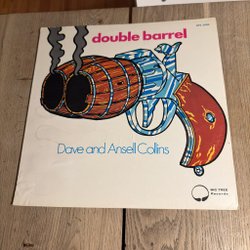 double barrel
Dave and Ansell Collins
BIG TREE
Records